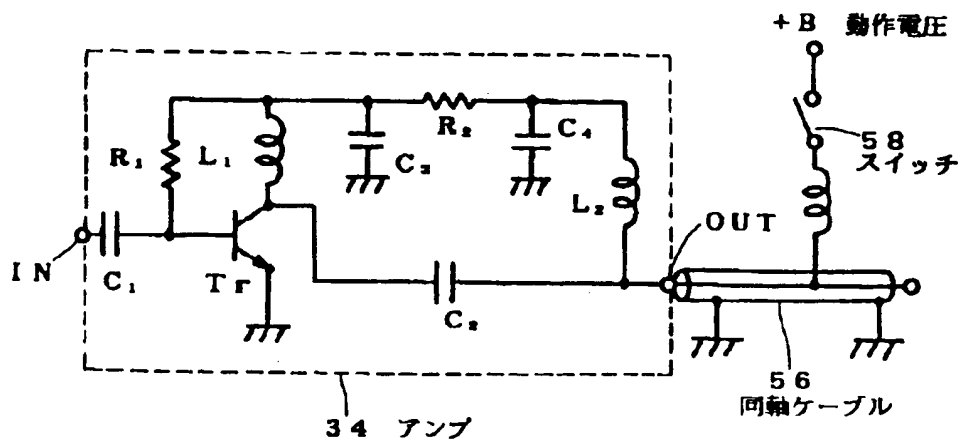 +B 動作電圧
R₁
L₁
C₃
R₂
C₄
58
スイッチ
L₂
OUT
IN
C₁
Tr
C₂
56
同軸ケーブル
34 アンプ